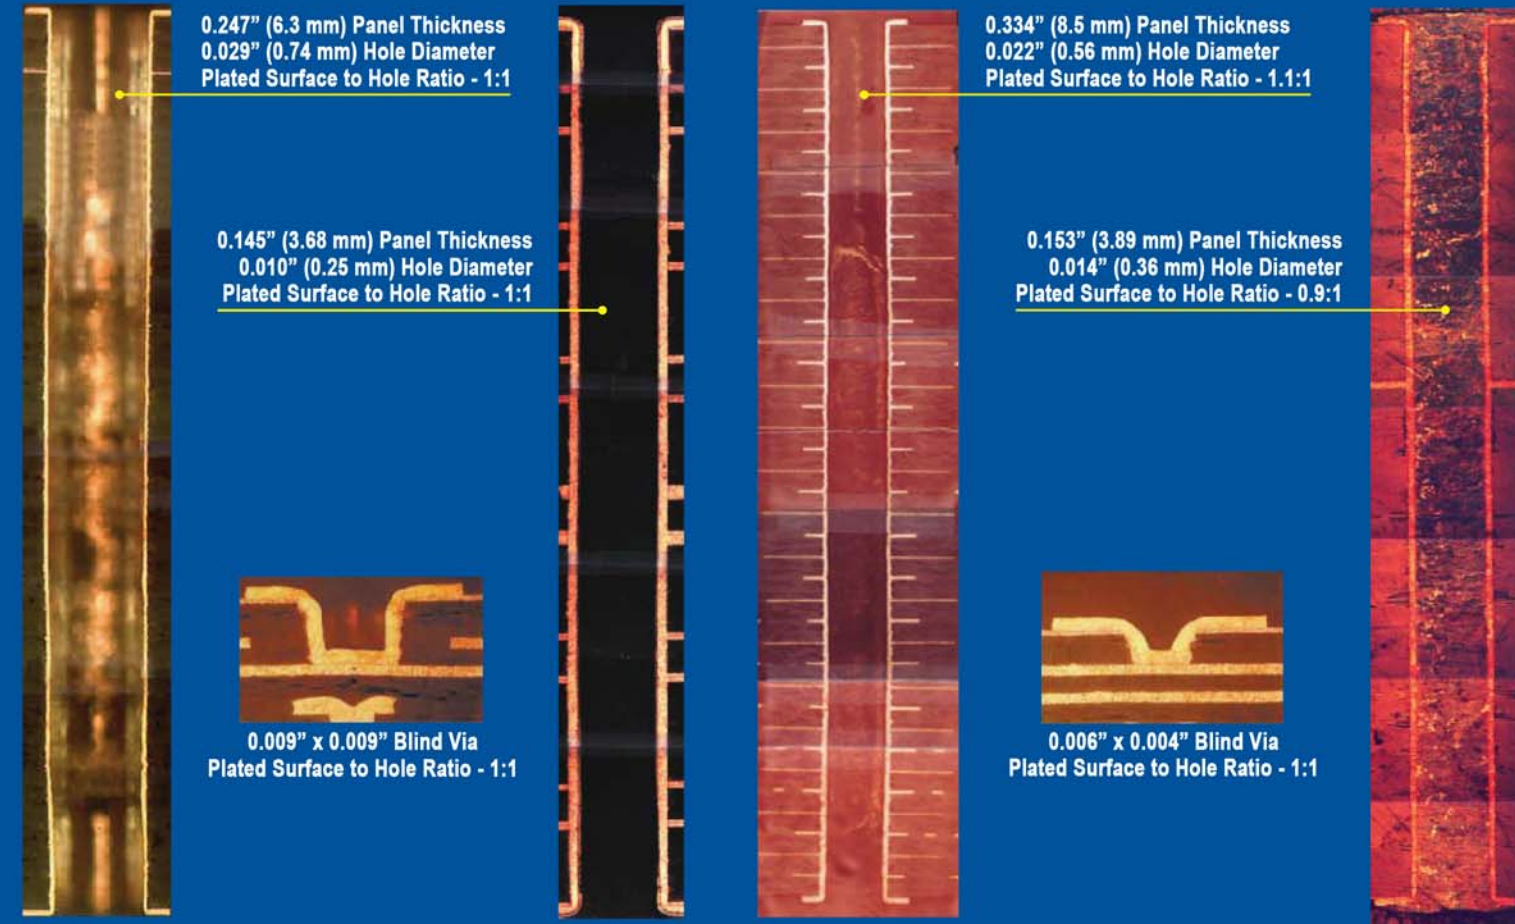 0.247” (6.3 mm) Panel Thickness
0.029” (0.74 mm) Hole Diameter
Plated Surface to Hole Ratio - 1:1
0.334” (8.5 mm) Panel Thickness
0.022” (0.56 mm) Hole Diameter
Plated Surface to Hole Ratio - 1.1:1
0.145” (3.68 mm) Panel Thickness
0.010” (0.25 mm) Hole Diameter
Plated Surface to Hole Ratio - 1:1
0.153” (3.89 mm) Panel Thickness
0.014” (0.36 mm) Hole Diameter
Plated Surface to Hole Ratio - 0.9:1
0.009” x 0.009” Blind Via
Plated Surface to Hole Ratio - 1:1
0.006” x 0.004” Blind Via
Plated Surface to Hole Ratio - 1:1